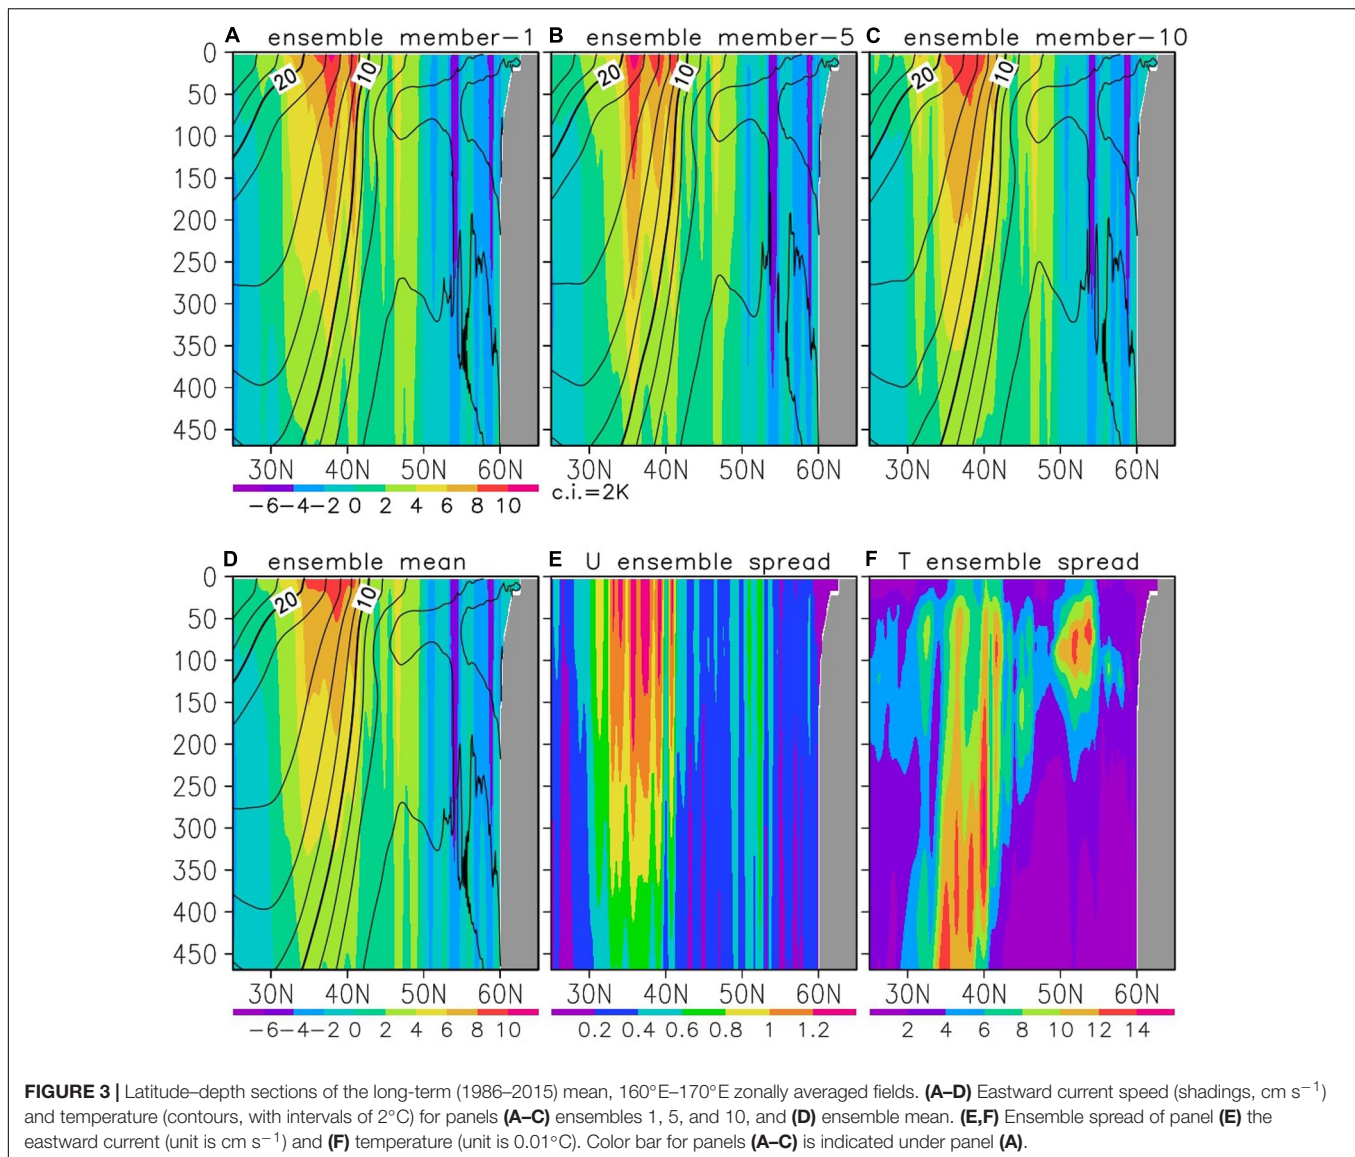 A ensemble member-1 B ensemble member-5 C ensemble member-10
0
50
100
150
200
250
300
350
400
450
20 10 20 10 20 10
30N 40N 50N 60N 30N 40N 50N 60N 30N 40N 50N 60N
-6 -4 -2 0 2 4 6 8 10 c.i.=2K
D ensemble mean E U ensemble spread F T ensemble spread
0
50
100
150
200
250
300
350
400
450
20 10
30N 40N 50N 60N 30N 40N 50N 60N 30N 40N 50N 60N
-6 -4 -2 0 2 4 6 8 10 0.2 0.4 0.6 0.8 1 1.2 2 4 6 8 10 12 14
FIGURE 3 | Latitude–depth sections of the long-term (1986–2015) mean, 160°E–170°E zonally averaged fields. (A–D) Eastward current speed (shadings, cm s⁻¹)
and temperature (contours, with intervals of 2°C) for panels (A–C) ensembles 1, 5, and 10, and (D) ensemble mean. (E,F) Ensemble spread of panel (E) the
eastward current (unit is cm s⁻¹) and (F) temperature (unit is 0.01°C). Color bar for panels (A–C) is indicated under panel (A).